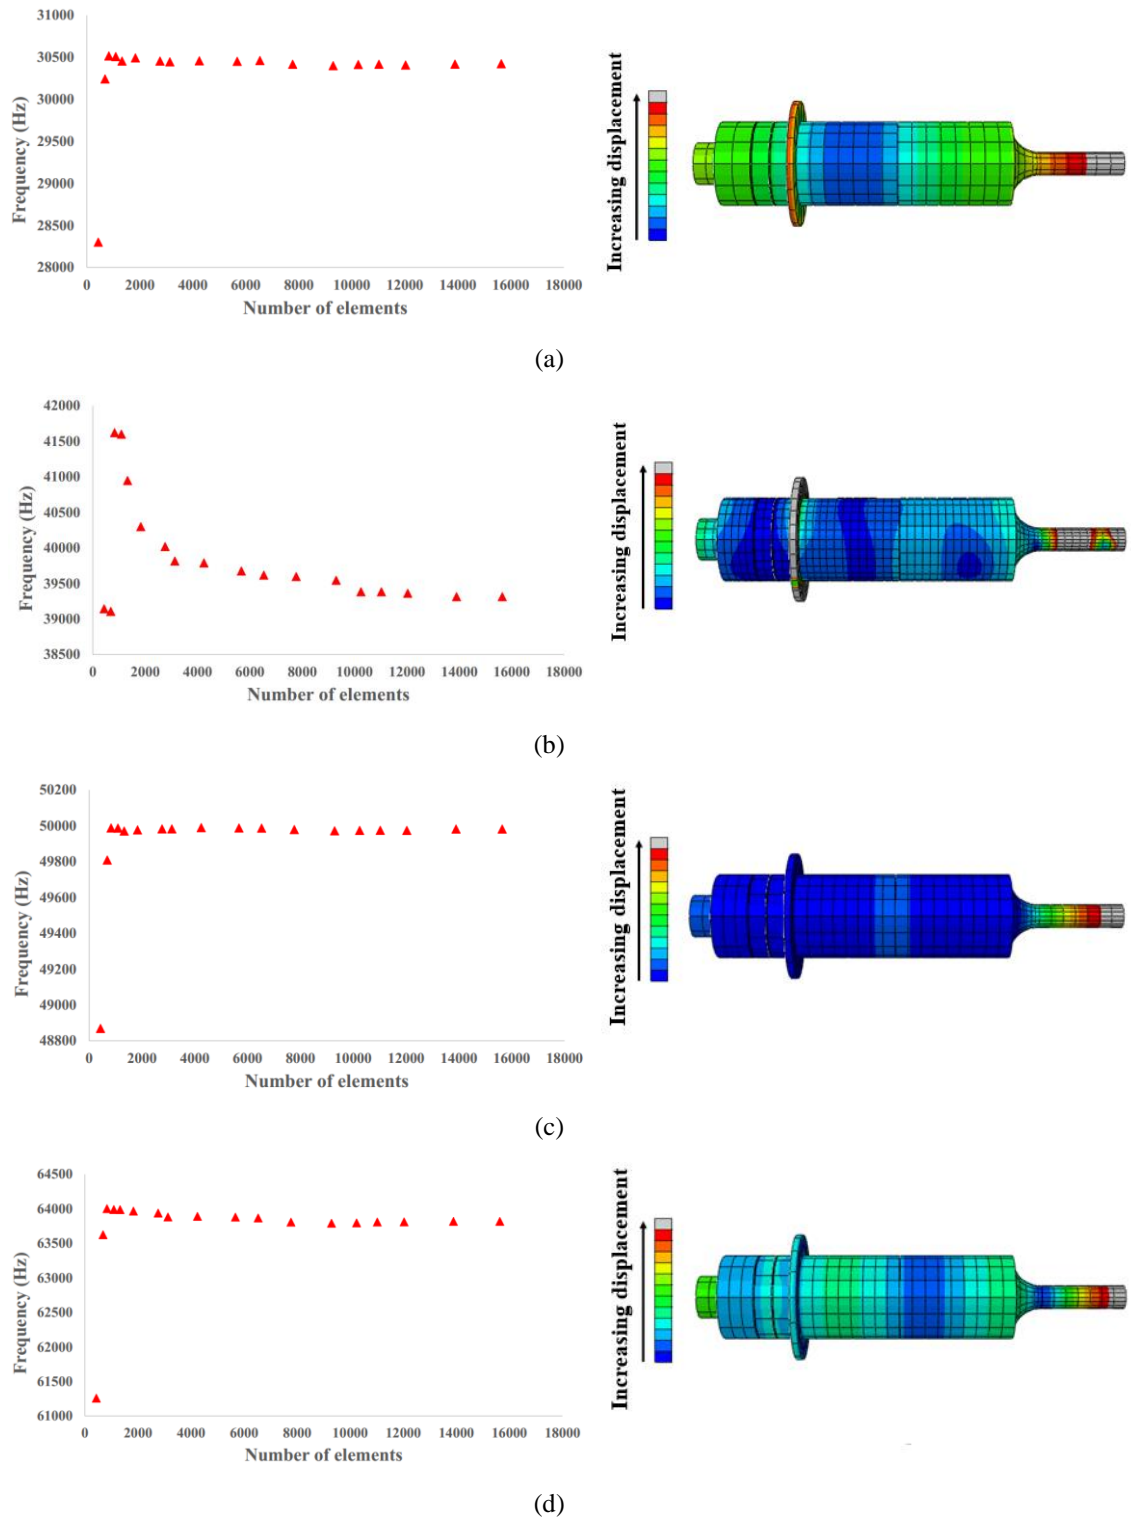 31000
30500
30000
29500
29000
28500
28000
Frequency (Hz)
0 2000 4000 6000 8000 10000 12000 14000 16000 18000
Number of elements
Increasing displacement
(a)
42000
41500
41000
40500
40000
39500
39000
38500
Frequency (Hz)
0 2000 4000 6000 8000 10000 12000 14000 16000 18000
Number of elements
Increasing displacement
(b)
50200
50000
49800
49600
49400
49200
49000
48800
Frequency (Hz)
0 2000 4000 6000 8000 10000 12000 14000 16000 18000
Number of elements
Increasing displacement
(c)
64500
64000
63500
63000
62500
62000
61500
61000
Frequency (Hz)
0 2000 4000 6000 8000 10000 12000 14000 16000 18000
Number of elements
Increasing displacement
(d)